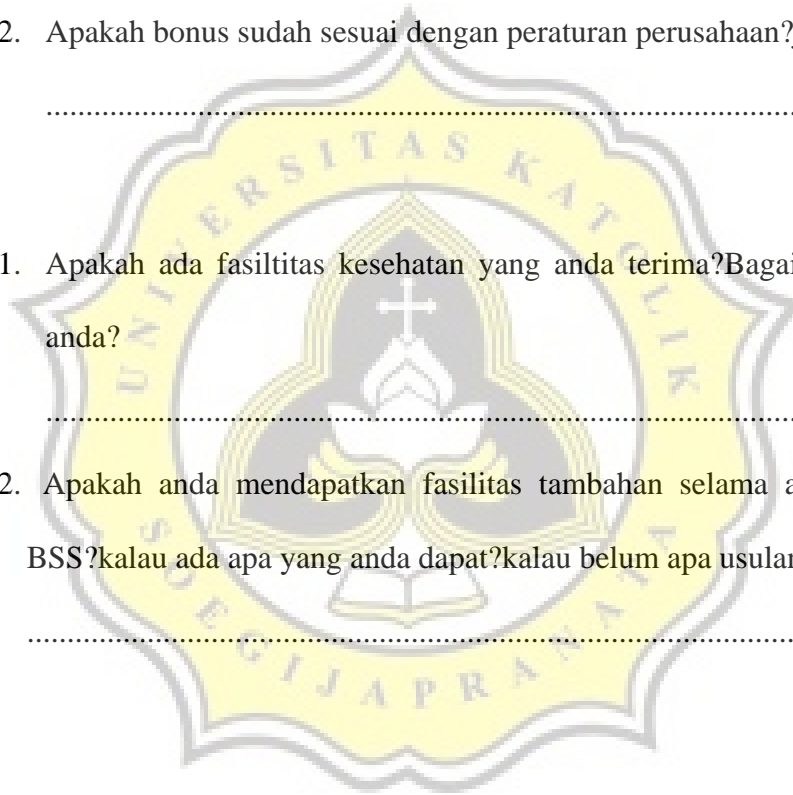 2. Apakah bonus sudah sesuai dengan peraturan perusahaan?
....................................................................................................
1. Apakah ada fasiltitas kesehatan yang anda terima?Bagai
anda?
....................................................................................................
2. Apakah anda mendapatkan fasilitas tambahan selama a
BSS?kalau ada apa yang anda dapat?kalau belum apa usulan
....................................................................................................
UNIVERSITAS KATOLIK
SOEGIJAPRANATA